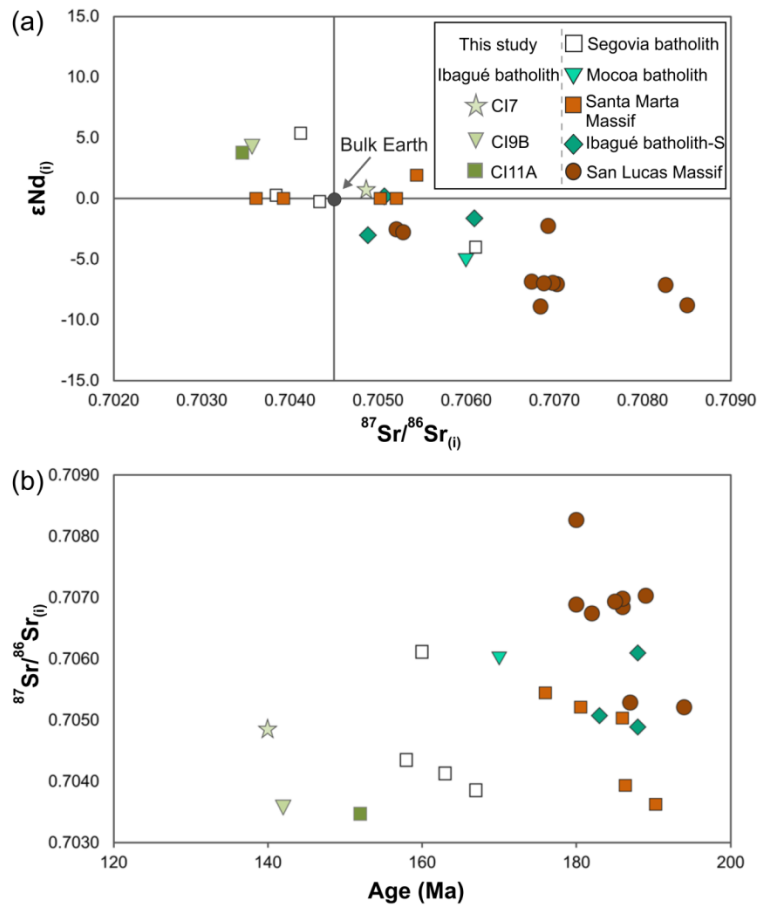 (a)
15.0
10.0
5.0
0.0
-5.0
-10.0
-15.0
εNd(i)
This study
Ibagué batholith
CI7
CI9B
CI11A
Segovia batholith
Mocoa batholith
Santa Marta
Massif
Ibagué batholith-S
San Lucas Massif
Bulk Earth
0.7020 0.7030 0.7040 0.7050 0.7060 0.7070 0.7080 0.7090
87Sr/86Sr(i)
(b)
0.7090
0.7080
0.7070
0.7060
0.7050
0.7040
0.7030
87Sr/86Sr(i)
120 140 160 180 200
Age (Ma)